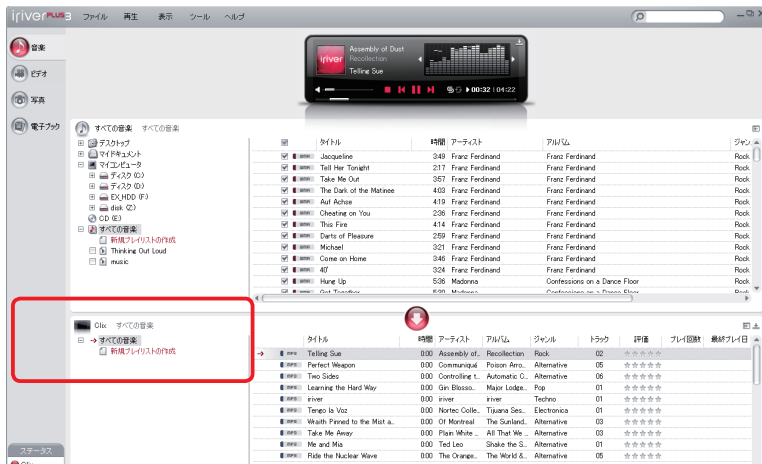 iriver PLUS3 ファイル 再生 表示 ツール ヘルプ
音楽
ビデオ
写真
電子ブック
iriver
Assembly of Dust
Recollection
Telling Sue
00:32 | 04:22
すべての音楽 すべての音楽
デスクトップ
マイドキュメント
マイコンピュータ
ディスク (C:)
ディスク (D:)
EX_HDD (F:)
disk (Z:)
CD (E:)
すべての音楽
新規プレイリストの作成
Thinking Out Loud
music
タイトル 時間 アーティスト アルバム ジャン
Jacqueline 3:49 Franz Ferdinand Franz Ferdinand Rock
Tell Her Tonight 2:17 Franz Ferdinand Franz Ferdinand Rock
Take Me Out 3:57 Franz Ferdinand Franz Ferdinand Rock
The Dark of the Matinee 4:03 Franz Ferdinand Franz Ferdinand Rock
Auf Achse 4:19 Franz Ferdinand Franz Ferdinand Rock
Cheating on You 2:36 Franz Ferdinand Franz Ferdinand Rock
This Fire 4:14 Franz Ferdinand Franz Ferdinand Rock
Darts of Pleasure 2:59 Franz Ferdinand Franz Ferdinand Rock
Michael 3:21 Franz Ferdinand Franz Ferdinand Rock
Come on Home 3:46 Franz Ferdinand Franz Ferdinand Rock
40' 3:24 Franz Ferdinand Franz Ferdinand Rock
Hung Up 5:36 Madonna Confessions on a Dance Floor Rock
Get Together 5:30 Madonna Confessions on a Dance Floor Rock
Clix すべての音楽
すべての音楽
新規プレイリストの作成
タイトル 時間 アーティスト アルバム ジャンル トラック 評価 プレイ回数 最終プレイ日
Telling Sue 0:00 Assembly of... Recollection Rock 02
Perfect Weapon 0:00 Communiqué Poison Arro... Alternative 05
Two Sides 0:00 Controlling t... Automatic C... Alternative 06
Learning the Hard Way 0:00 Gin Blosso... Major Lodge... Pop 01
iriver 0:00 iriver iriver Techno 01
Tengo la Voz 0:00 Nortec Colle... Tijuana Ses... Electronica 01
Wraith Pinned to the Mist a... 0:00 Of Montreal The Sunland... Alternative 03
Take Me Away 0:00 Plain White ... All That We ... Alternative 03
Me and Mia 0:00 Ted Leo Shake the S... Alternative 01
Ride the Nuclear Wave 0:00 The Orange... The World &... Alternative 05
ステータス
Clix